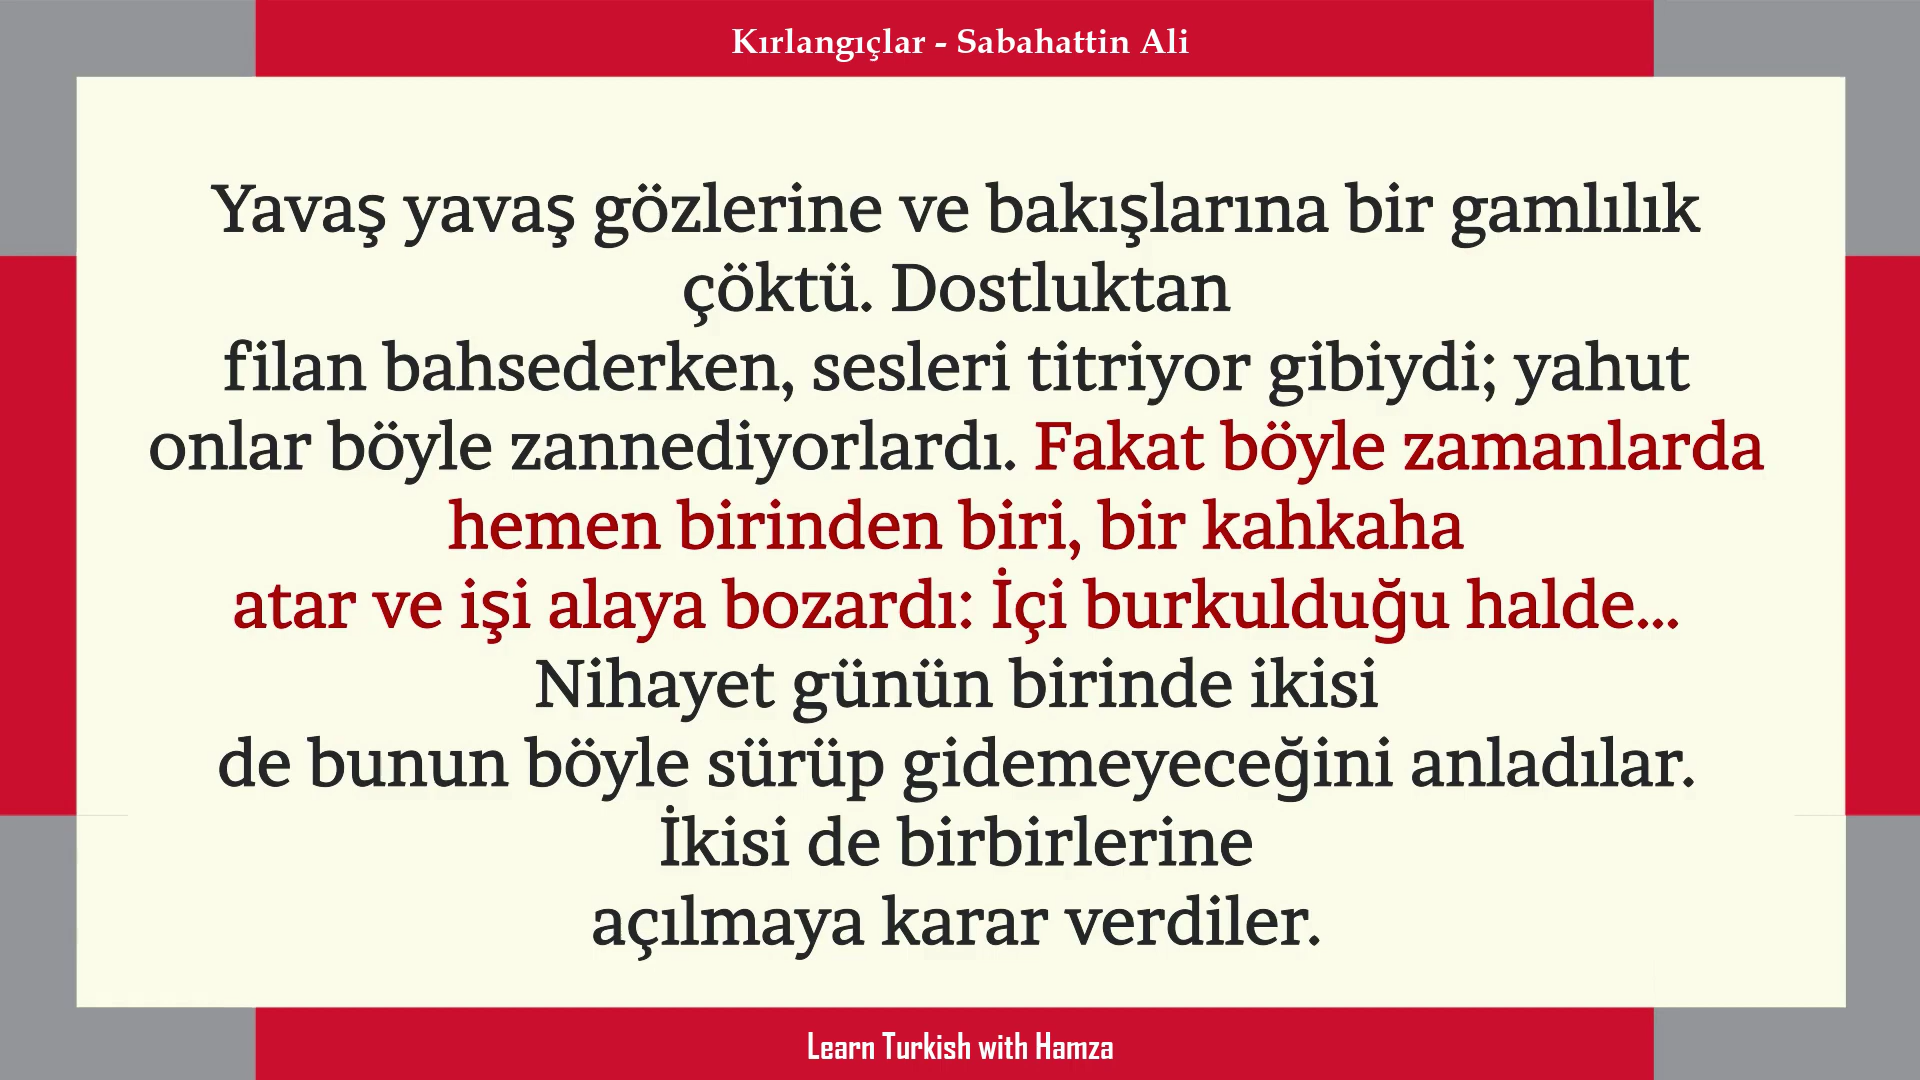 Kırlangıçlar - Sabahattin Ali
Yavaş yavaş gözlerine ve bakışlarına bir gamlılık
çöktü. Dostluktan
filan bahsederken, sesleri titriyor gibiydi; yahut
onlar böyle zannediyorlardı. Fakat böyle zamanlarda
hemen birinden biri, bir kahkaha
atar ve işi alaya bozardı: İçi burkulduğu halde...
Nihayet günün birinde ikisi
de bunun böyle sürüp gidemeyeceğini anladılar.
İkisi de birbirlerine
açılmaya karar verdiler.
Learn Turkish with Hamza